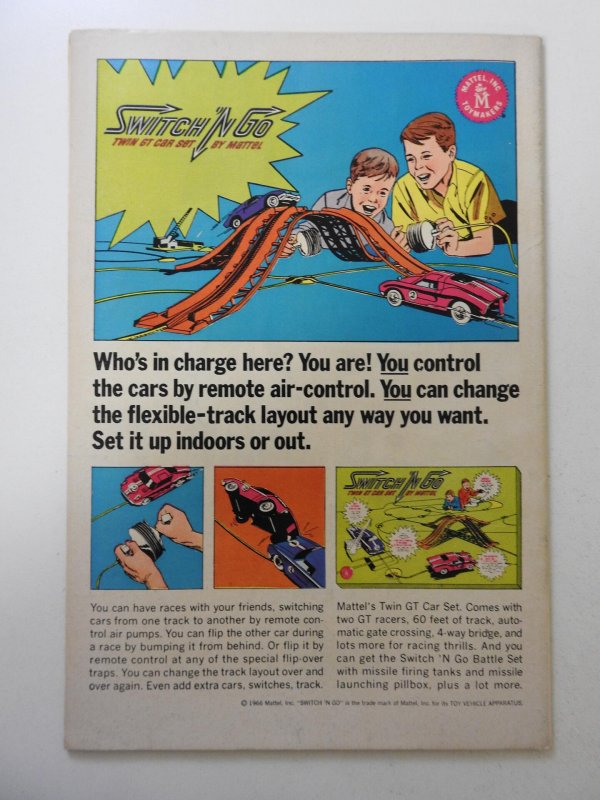 SWITCH 'N GO
TWIN GT CAR SET BY MATTEL
MATTEL, INC.
M
TOYMAKERS
2
Who's in charge here? You are! You control
the cars by remote air-control. You can change
the flexible-track layout any way you want.
Set it up indoors or out.
SWITCH 'N GO
TWIN GT CAR SET BY MATTEL
You can have races with your friends, switching
cars from one track to another by remote con-
trol air pumps. You can flip the other car during
a race by bumping it from behind. Or flip it by
remote control at any of the special flip-over
traps. You can change the track layout over and
over again. Even add extra cars, switches, track.
Mattel's Twin GT Car Set. Comes with
two GT racers, 60 feet of track, auto-
matic gate crossing, 4-way bridge, and
lots more for racing thrills. And you
can get the Switch 'N Go Battle Set
with missile firing tanks and missile
launching pillbox, plus a lot more.
© 1966 Mattel, Inc. "SWITCH 'N GO" is the trade mark of Mattel, Inc. for its TOY VEHICLE APPARATUS.